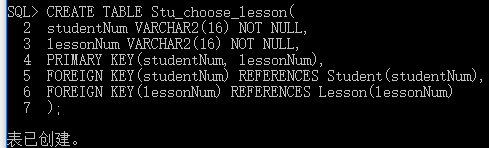 SQL> CREATE TABLE Stu_choose_lesson(
2 studentNum VARCHAR2(16) NOT NULL,
3 lessonNum VARCHAR2(16) NOT NULL,
4 PRIMARY KEY(studentNum, lessonNum),
5 FOREIGN KEY(studentNum) REFERENCES Student(studentNum),
6 FOREIGN KEY(lessonNum) REFERENCES Lesson(lessonNum)
7 );
表已创建。